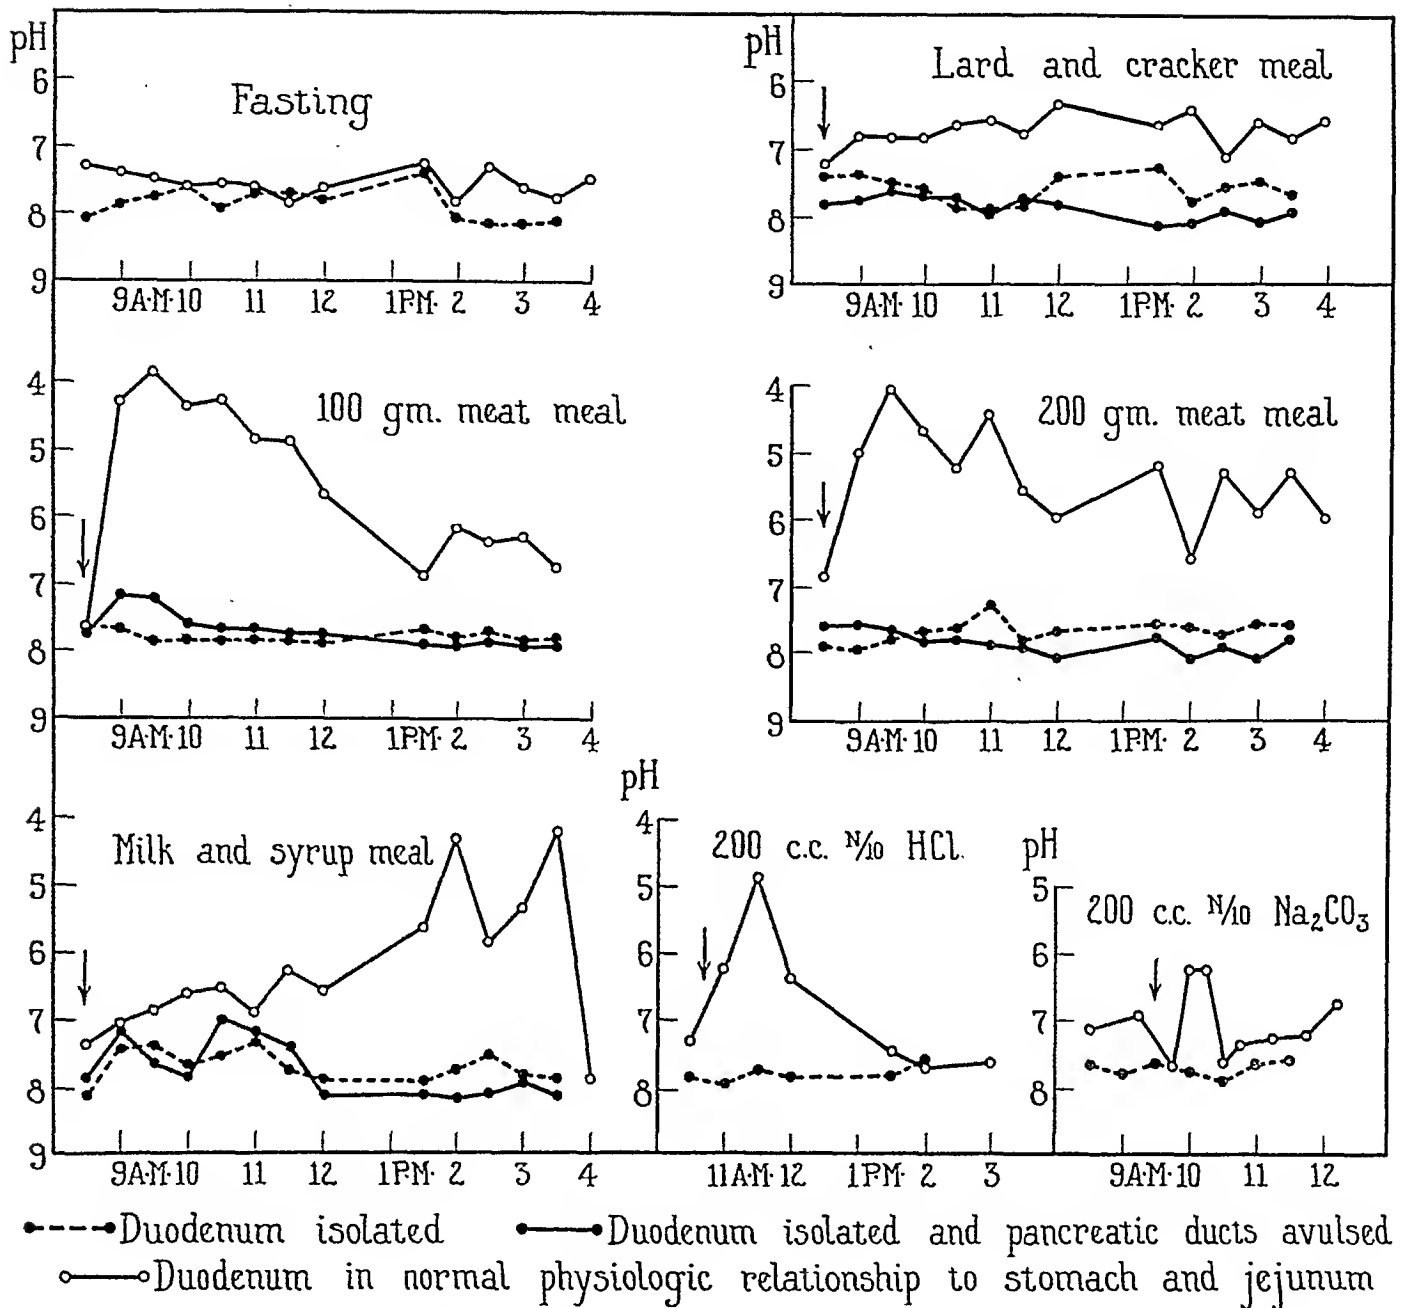 pH
6
7
8
9
Fasting
9A.M. 10 11 12 1P.M. 2 3 4
pH
6
7
8
9
Lard and cracker meal
9A.M. 10 11 12 1P.M. 2 3 4
4
5
6
7
8
9
100 gm. meat meal
9A.M. 10 11 12 1P.M. 2 3 4
4
5
6
7
8
9
200 gm. meat meal
9A.M. 10 11 12 1P.M. 2 3 4
4
5
6
7
8
9
Milk and syrup meal
9A.M. 10 11 12 1P.M. 2 3 4
pH
4
5
6
7
8
200 c.c. N/10 HCl.
11A.M. 12 1P.M. 2 3
pH
5
6
7
8
200 c.c. N/10 Na₂CO₃
9A.M. 10 11 12
Duodenum isolated
Duodenum isolated and pancreatic ducts avulsed
Duodenum in normal physiologic relationship to stomach and jejunum